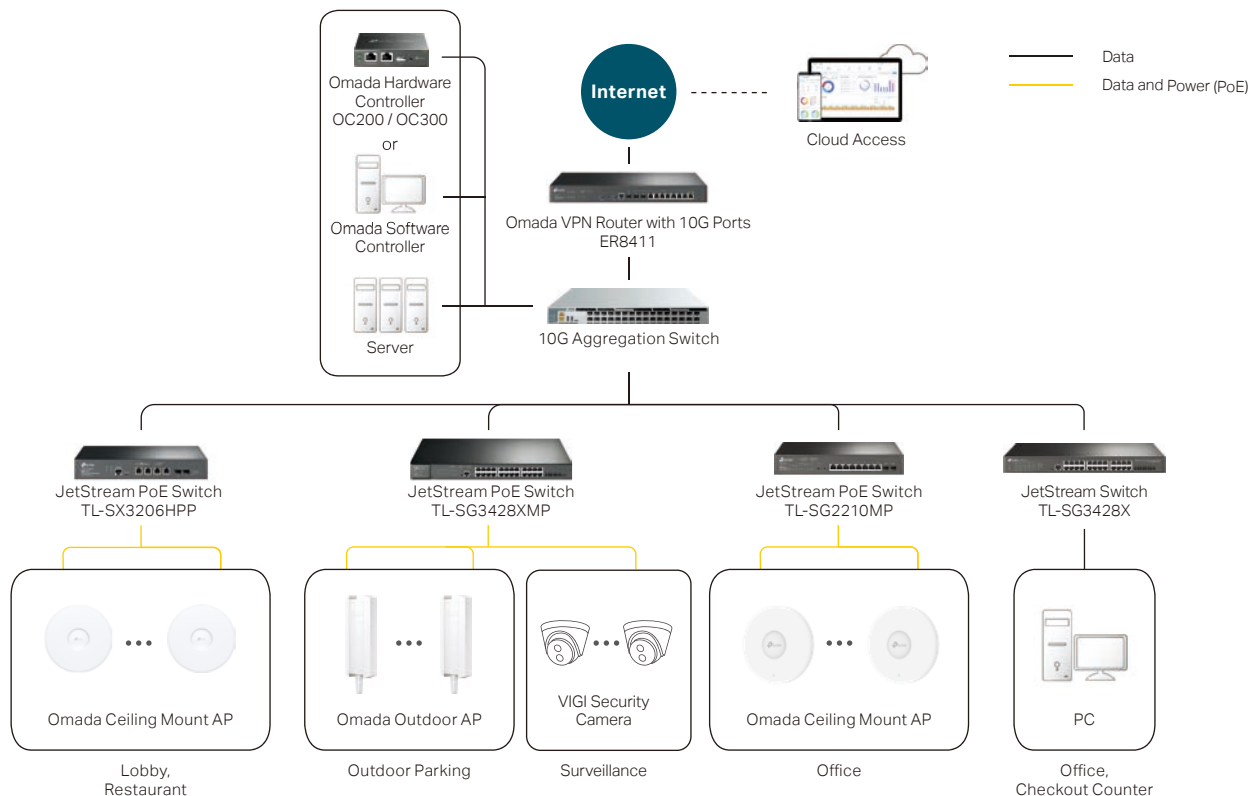 Omada Hardware
Controller
OC200 / OC300
or
Omada Software
Controller
Server
Internet
Cloud Access
Data
Data and Power (PoE)
Omada VPN Router with 10G Ports
ER8411
10G Aggregation Switch
JetStream PoE Switch
TL-SX3206HPP
JetStream PoE Switch
TL-SG3428XMP
JetStream PoE Switch
TL-SG2210MP
JetStream Switch
TL-SG3428X
Omada Ceiling Mount AP
Omada Outdoor AP
VIGI Security
Camera
Omada Ceiling Mount AP
PC
Lobby,
Restaurant
Outdoor Parking
Surveillance
Office
Office,
Checkout Counter